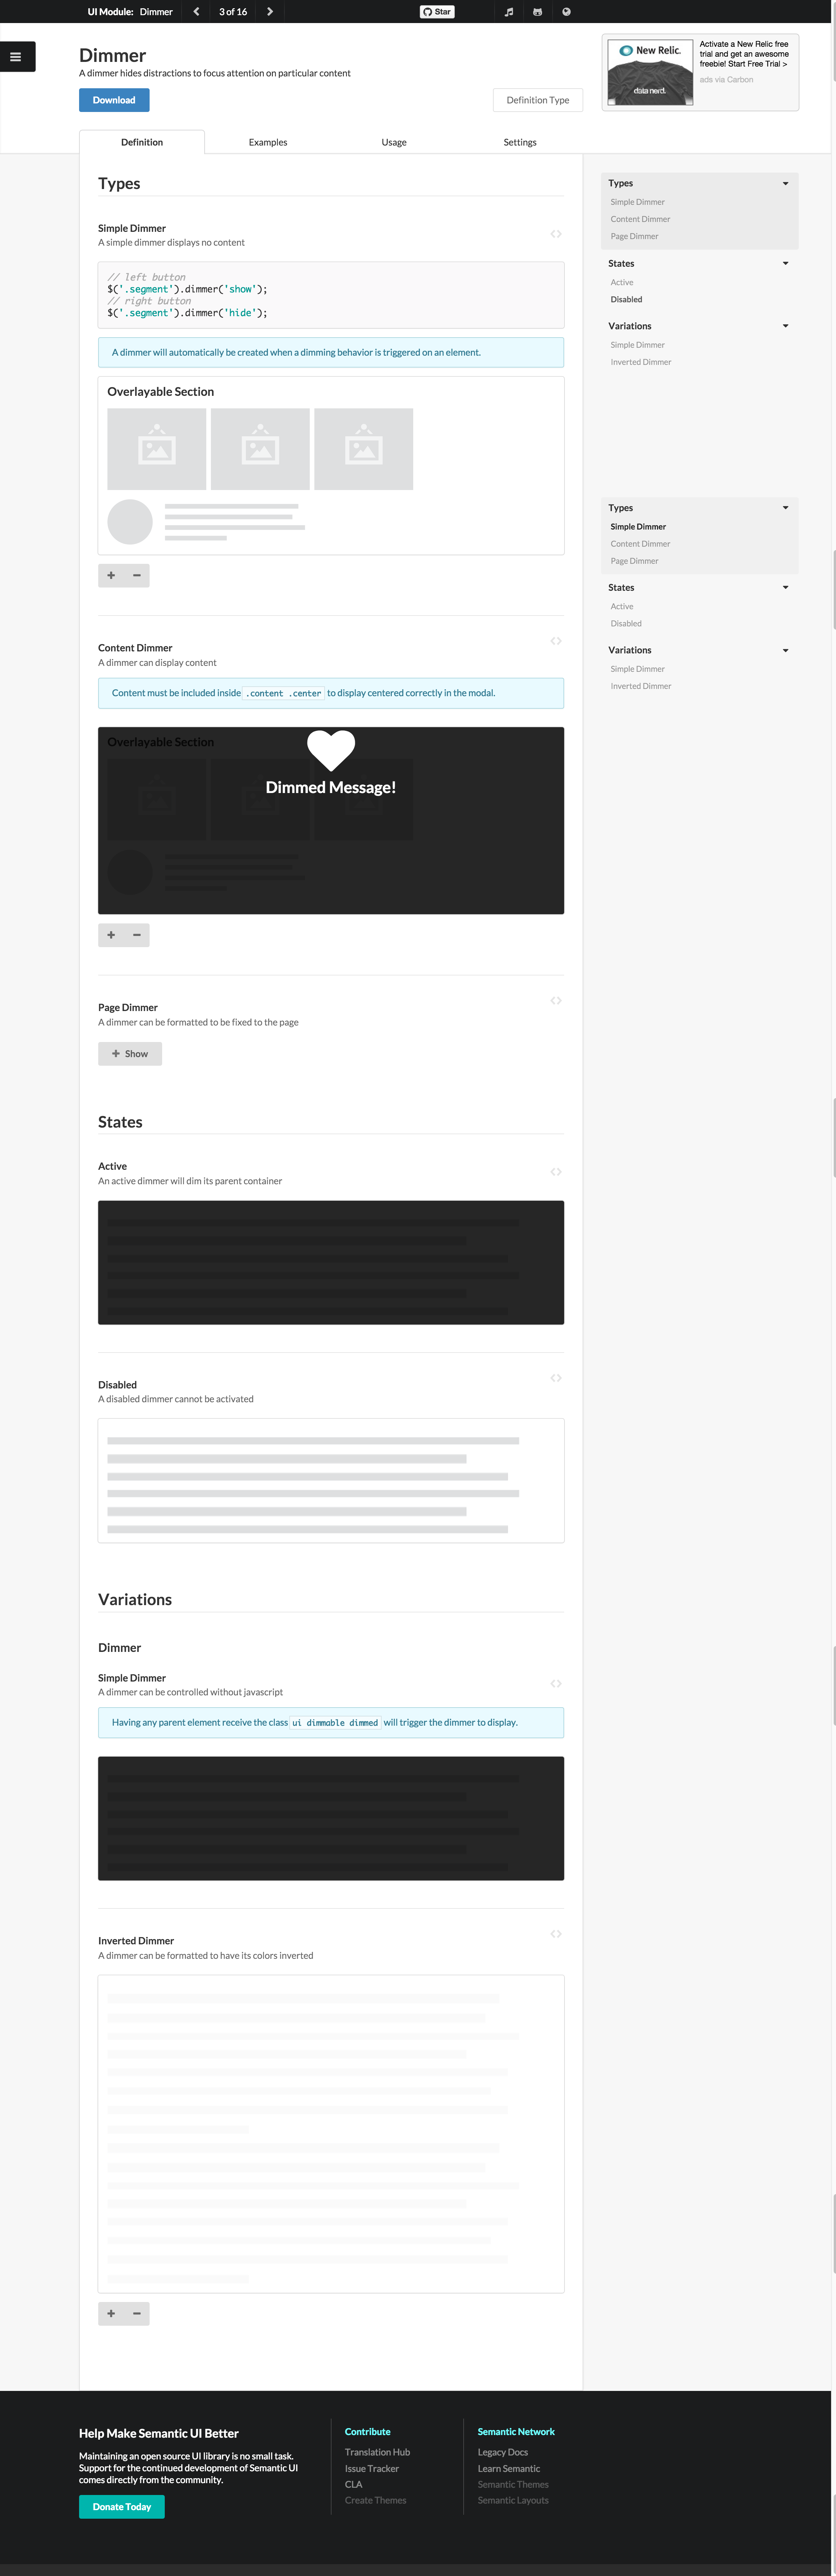 UI Module: Dimmer 3 of 16 Star
Dimmer
A dimmer hides distractions to focus attention on particular content
Download
Definition Type
New Relic.
data nerd.
Activate a New Relic free
trial and get an awesome
freebie! Start Free Trial >
ads via Carbon
Definition Examples Usage Settings
Types
Simple Dimmer
A simple dimmer displays no content
// left button
$('.segment').dimmer('show');
// right button
$('.segment').dimmer('hide');
A dimmer will automatically be created when a dimming behavior is triggered on an element.
Overlayable Section
Content Dimmer
A dimmer can display content
Content must be included inside .content .center to display centered correctly in the modal.
Overlayable Section
Dimmed Message!
Page Dimmer
A dimmer can be formatted to be fixed to the page
Show
States
Active
An active dimmer will dim its parent container
Disabled
A disabled dimmer cannot be activated
Variations
Dimmer
Simple Dimmer
A dimmer can be controlled without javascript
Having any parent element receive the class ui dimmable dimmed will trigger the dimmer to display.
Inverted Dimmer
A dimmer can be formatted to have its colors inverted
Types
Simple Dimmer
Content Dimmer
Page Dimmer
States
Active
Disabled
Variations
Simple Dimmer
Inverted Dimmer
Types
Simple Dimmer
Content Dimmer
Page Dimmer
States
Active
Disabled
Variations
Simple Dimmer
Inverted Dimmer
Help Make Semantic UI Better
Maintaining an open source UI library is no small task.
Support for the continued development of Semantic UI
comes directly from the community.
Donate Today
Contribute
Translation Hub
Issue Tracker
CLA
Create Themes
Semantic Network
Legacy Docs
Learn Semantic
Semantic Themes
Semantic Layouts